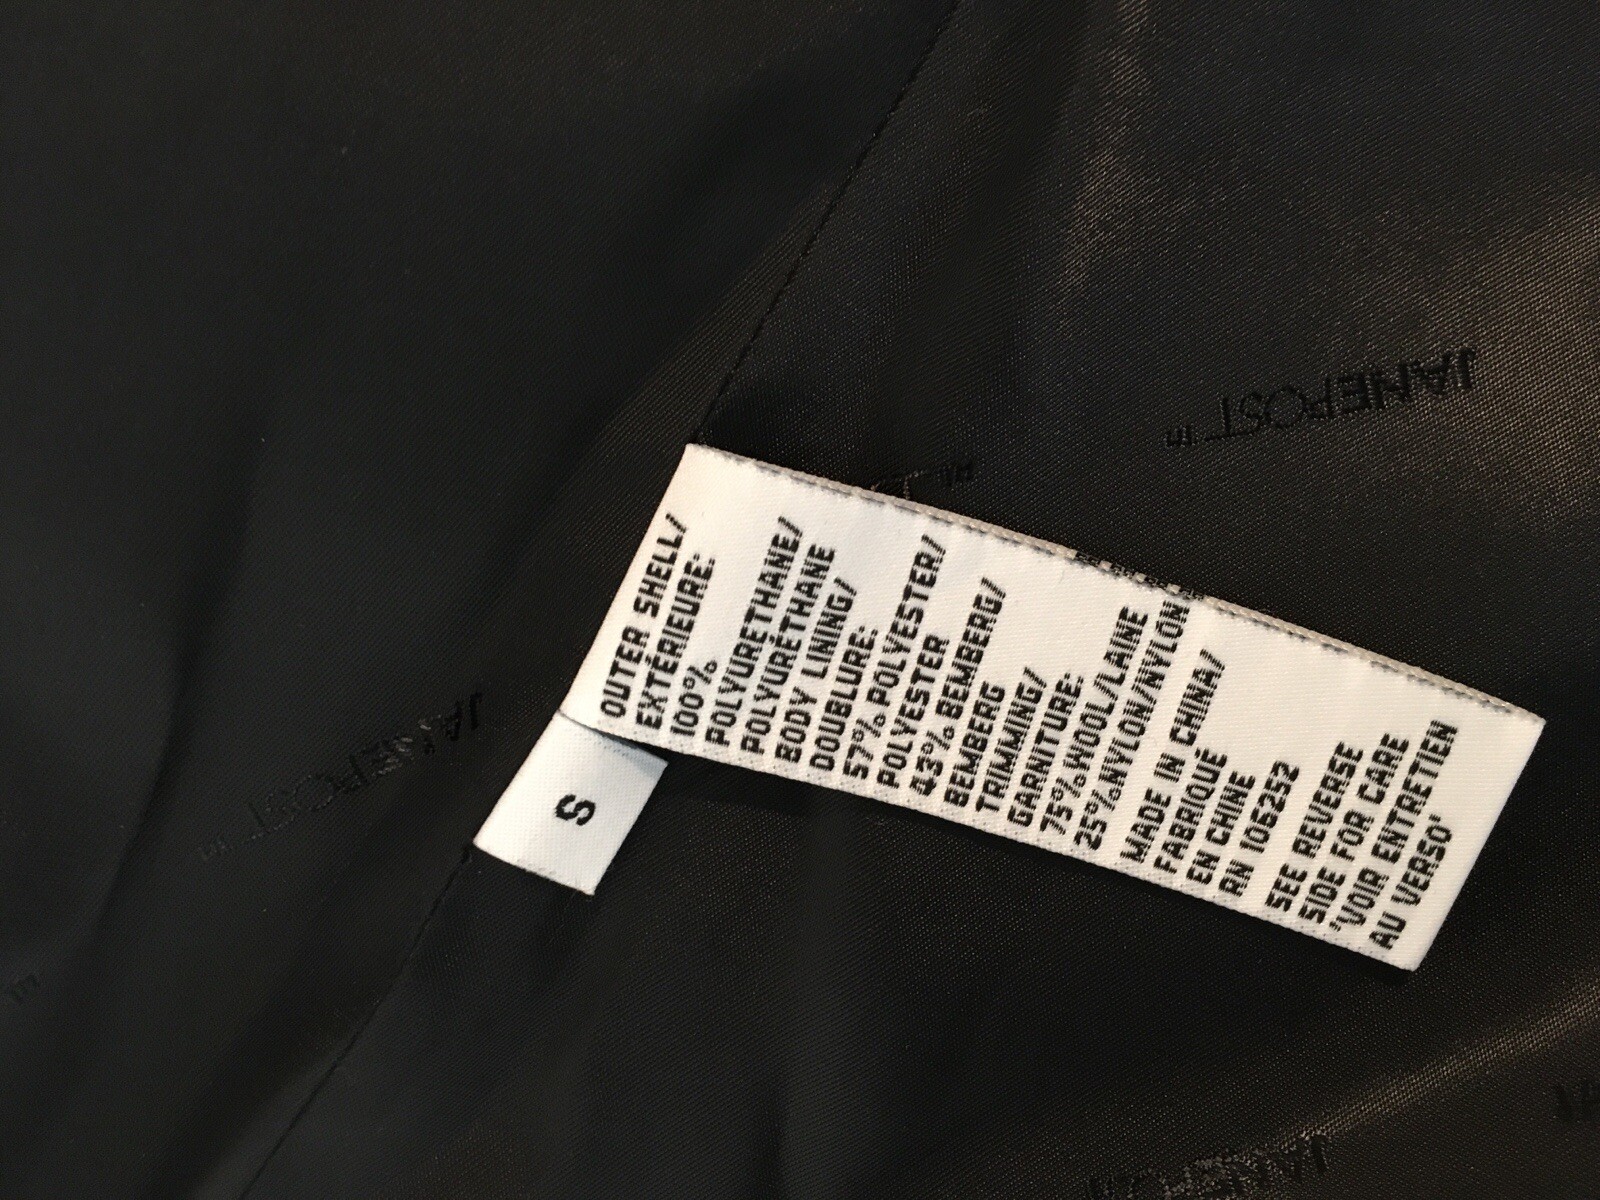 OUTER SHELL/
EXTÉRIEURE:
100%
POLYURETHANE/
POLYURÉTHANE
BODY LINING/
DOUBLURE:
57% POLYESTER/
POLYESTER
43% BEMBERG/
BEMBERG
TRIMMING/
GARNITURE:
75%WOOL/LAINE
25%NYLON/NYLON
MADE IN CHINA/
FABRIQUÉ
EN CHINE
RN 106252
SEE REVERSE
SIDE FOR CARE
'VOIR ENTRETIEN
AU VERSO'
S
JANEPOST™
JANEPOST™